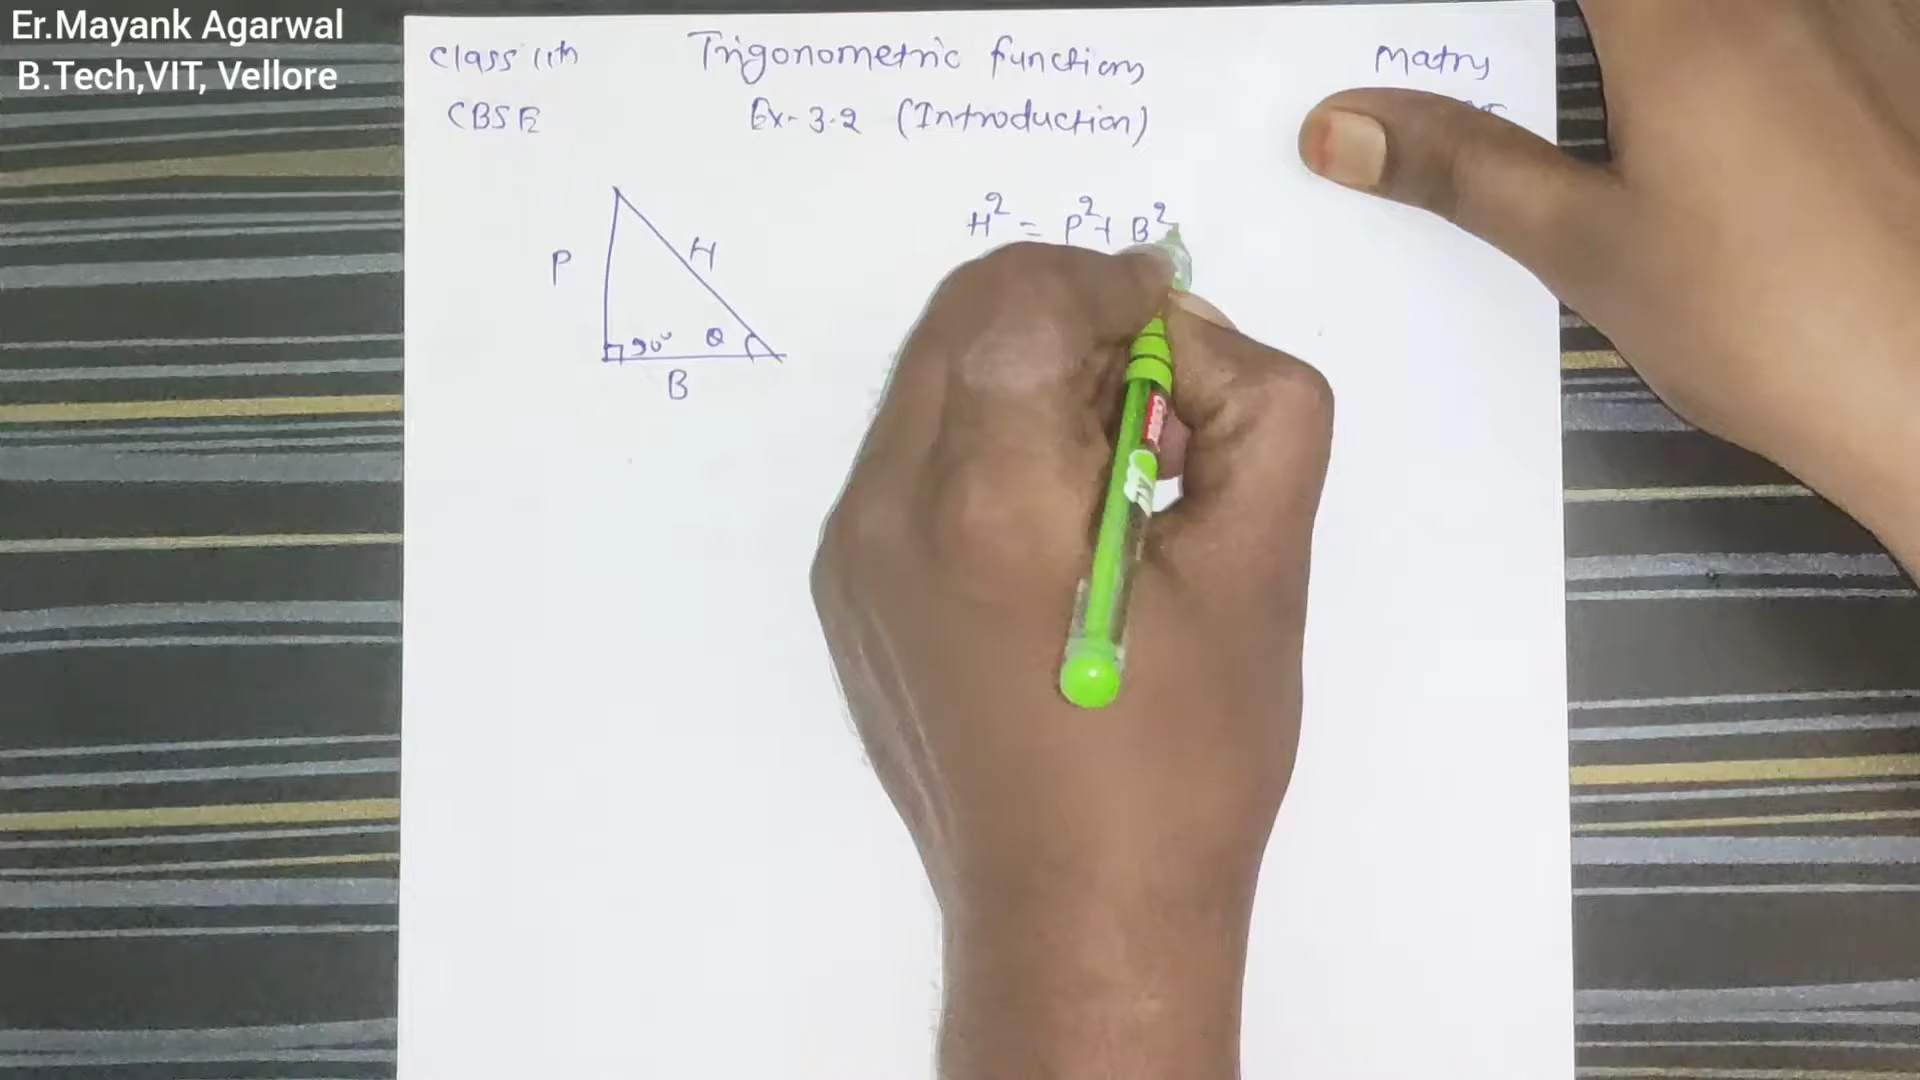 Er.Mayank Agarwal
B.Tech,VIT, Vellore
Class 11th Trigonometric functions Maths
CBSE Ex-3.2 (Introduction)
H² = P² + B²
P H
90° θ
B